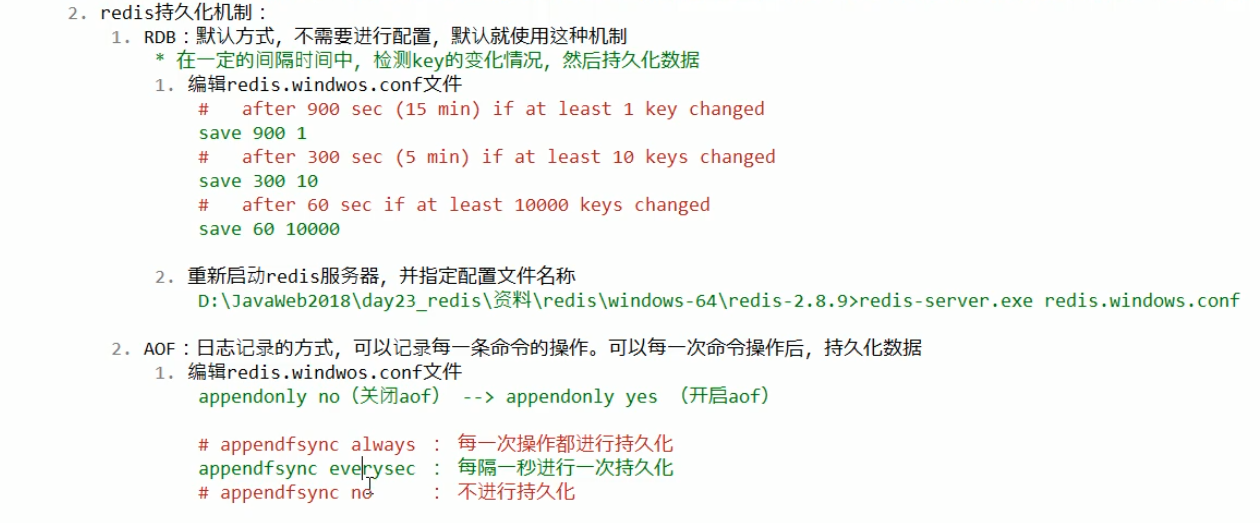 2. redis持久化机制：
1. RDB：默认方式，不需要进行配置，默认就使用这种机制
* 在一定的间隔时间中，检测key的变化情况，然后持久化数据
1. 编辑redis.windwos.conf文件
#   after 900 sec (15 min) if at least 1 key changed
save 900 1
#   after 300 sec (5 min) if at least 10 keys changed
save 300 10
#   after 60 sec if at least 10000 keys changed
save 60 10000
2. 重新启动redis服务器，并指定配置文件名称
D:\JavaWeb2018\day23_redis\资料\redis\windows-64\redis-2.8.9>redis-server.exe redis.windows.conf
2. AOF：日志记录的方式，可以记录每一条命令的操作。可以每一次命令操作后，持久化数据
1. 编辑redis.windwos.conf文件
appendonly no（关闭aof） --> appendonly yes （开启aof）
# appendfsync always ： 每一次操作都进行持久化
appendfsync everysec ： 每隔一秒进行一次持久化
# appendfsync no     ： 不进行持久化